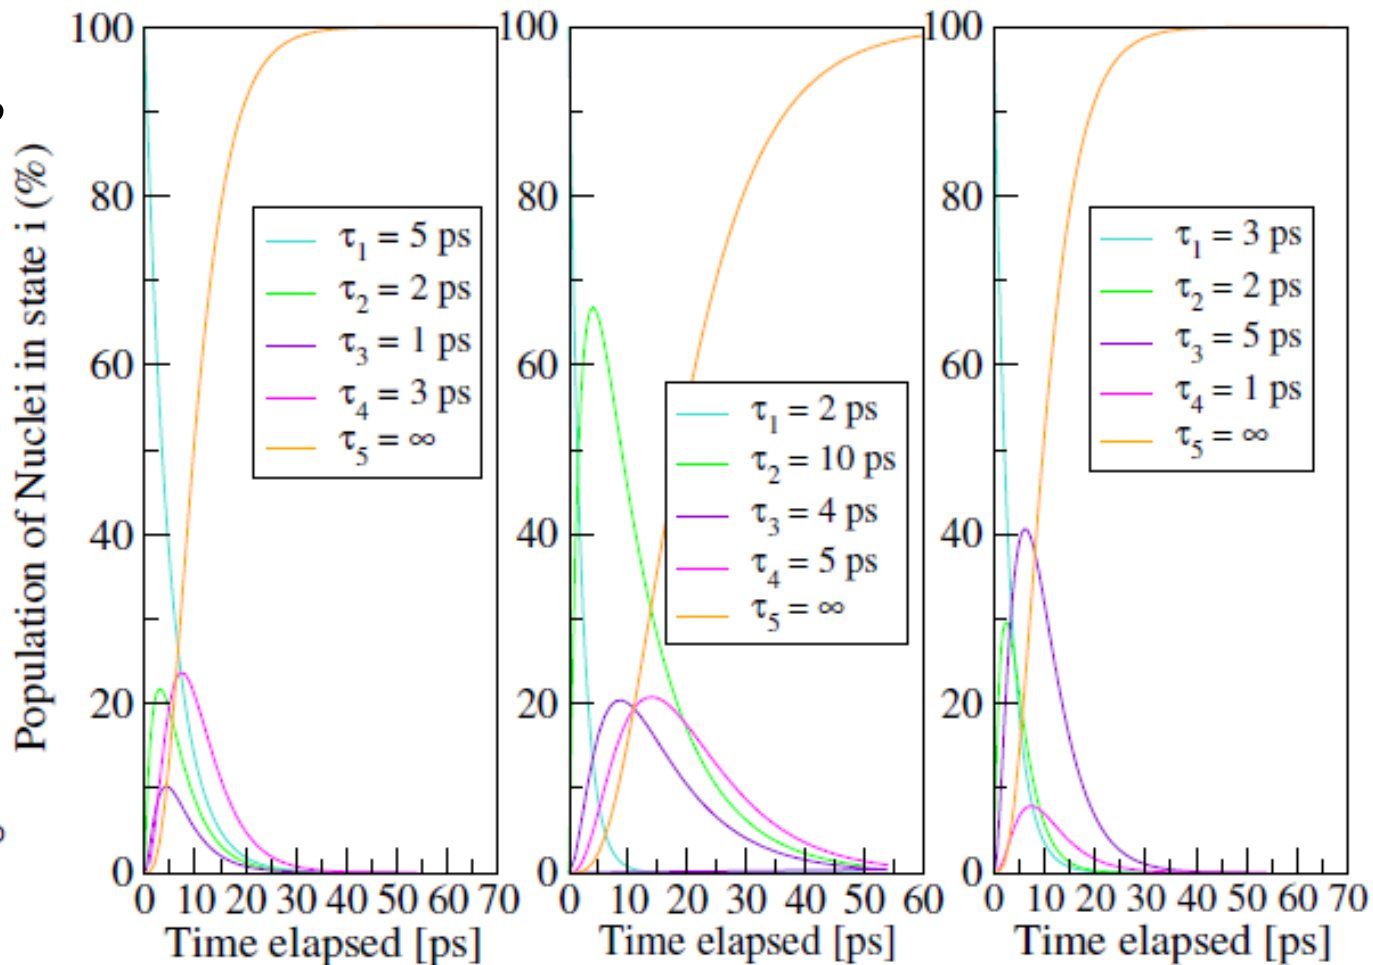 Population of Nuclei in state i (%)
100
80
60
40
20
0
0 10 20 30 40 50 60 70
Time elapsed [ps]
τ1 = 5 ps
τ2 = 2 ps
τ3 = 1 ps
τ4 = 3 ps
τ5 = ∞
100
80
60
40
20
0
0 10 20 30 40 50 60
Time elapsed [ps]
τ1 = 2 ps
τ2 = 10 ps
τ3 = 4 ps
τ4 = 5 ps
τ5 = ∞
100
80
60
40
20
0
0 10 20 30 40 50 60 70
Time elapsed [ps]
τ1 = 3 ps
τ2 = 2 ps
τ3 = 5 ps
τ4 = 1 ps
τ5 = ∞